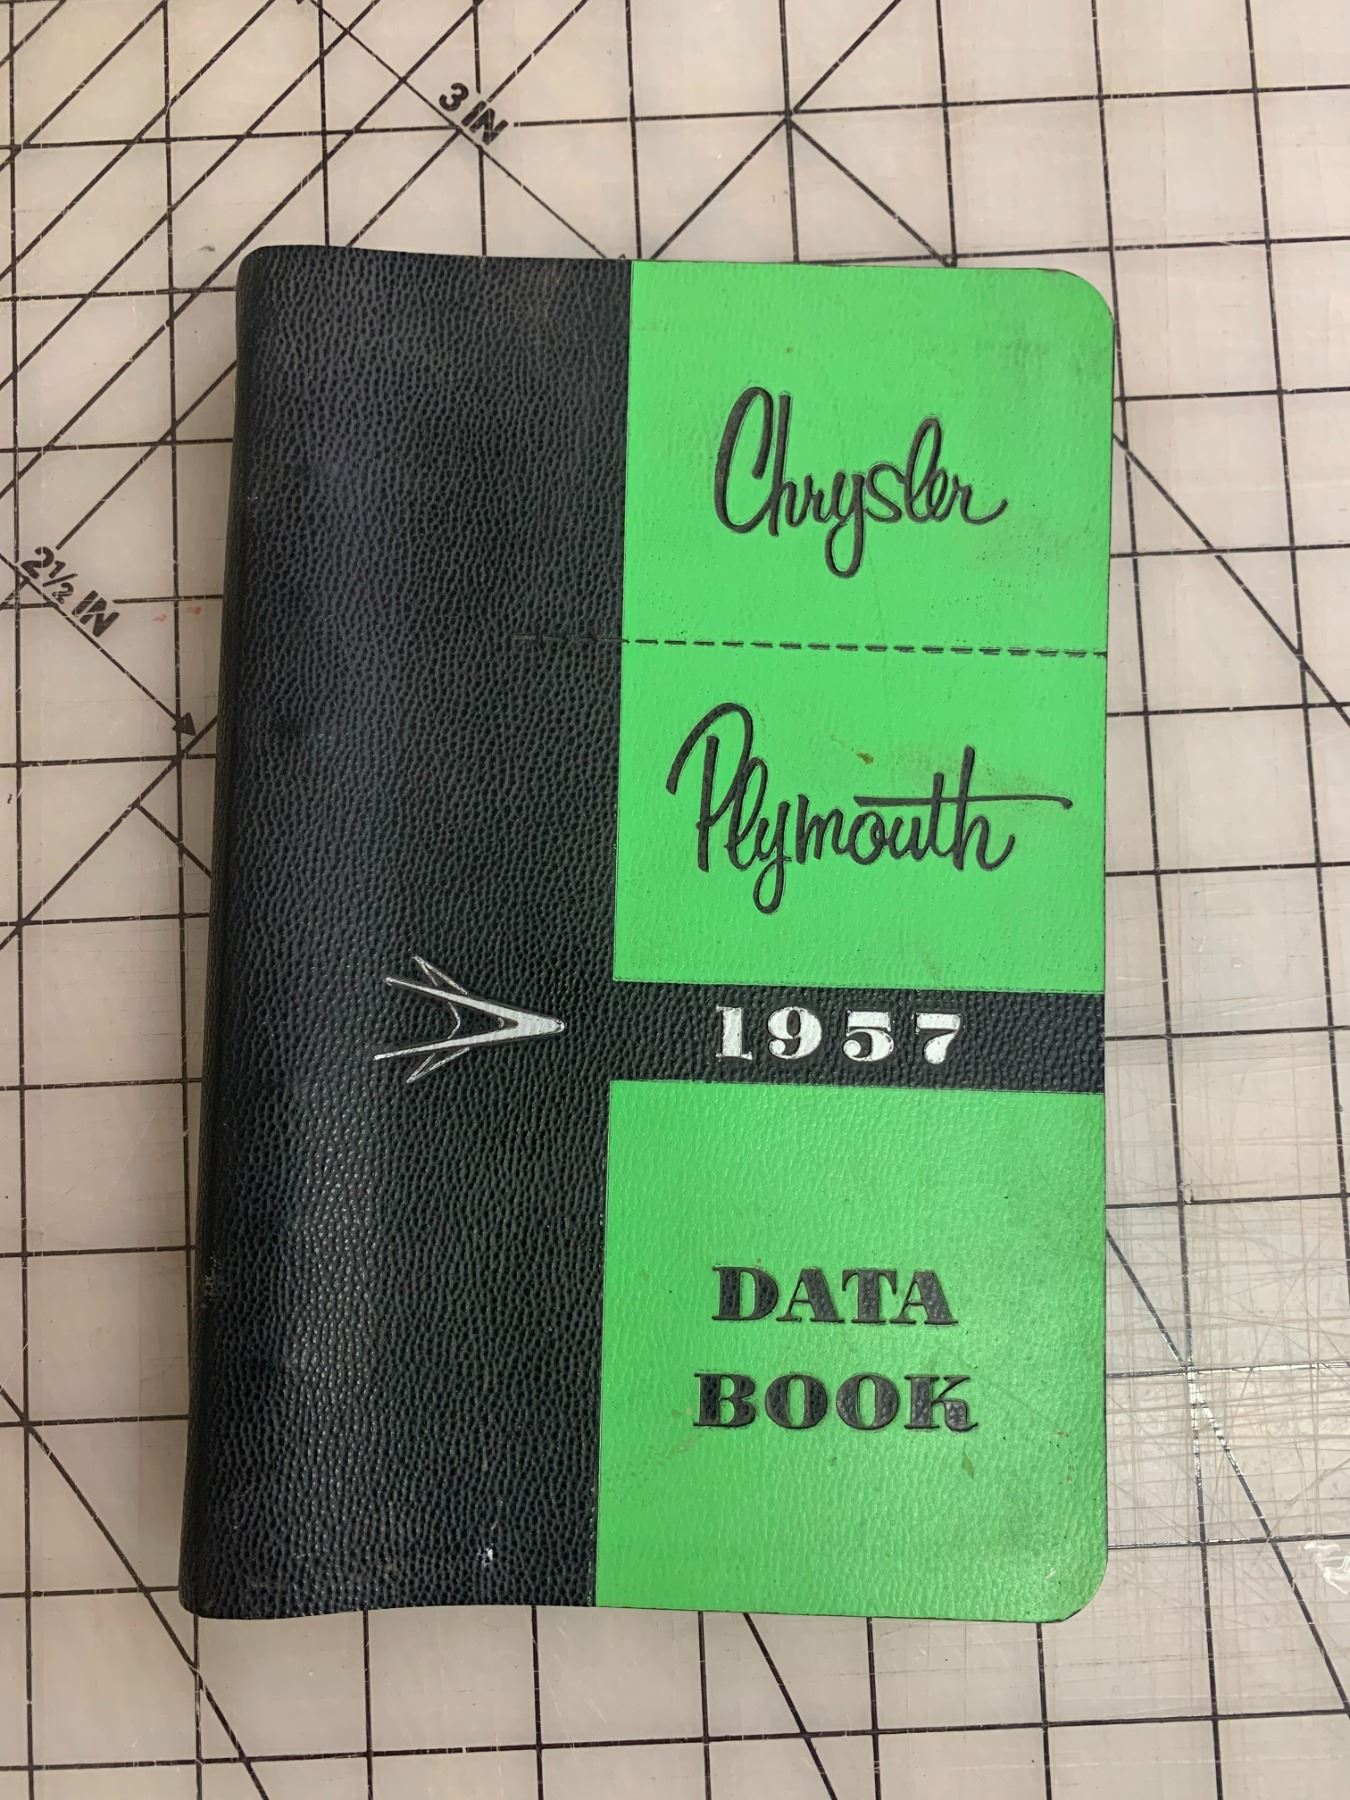 3 IN
2½ IN
Chrysler
Plymouth
1957
DATA
BOOK